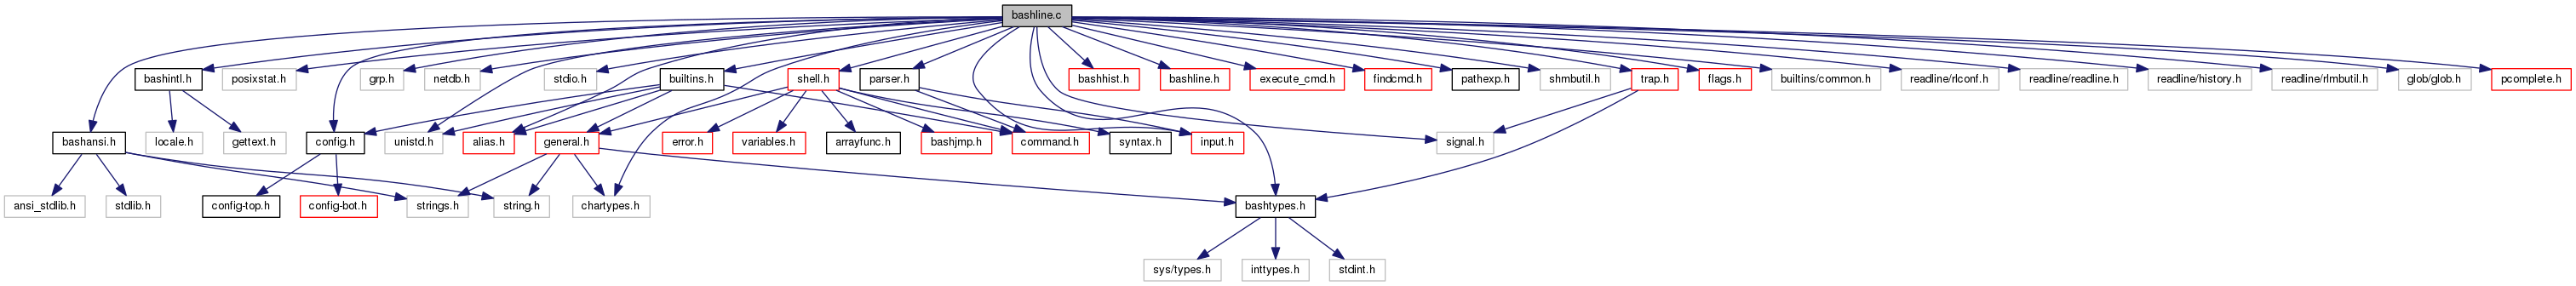 bashline.c
bashintl.h
posixstat.h
grp.h
netdb.h
stdio.h
builtins.h
shell.h
parser.h
bashhist.h
bashline.h
execute_cmd.h
findcmd.h
pathexp.h
shmbutil.h
trap.h
flags.h
builtins/common.h
readline/rlconf.h
readline/readline.h
readline/history.h
readline/rlmbutil.h
glob/glob.h
pcomplete.h
bashansi.h
locale.h
gettext.h
config.h
unistd.h
alias.h
general.h
error.h
variables.h
arrayfunc.h
bashjmp.h
command.h
syntax.h
input.h
signal.h
ansi_stdlib.h
stdlib.h
config-top.h
config-bot.h
strings.h
string.h
chartypes.h
bashtypes.h
sys/types.h
inttypes.h
stdint.h